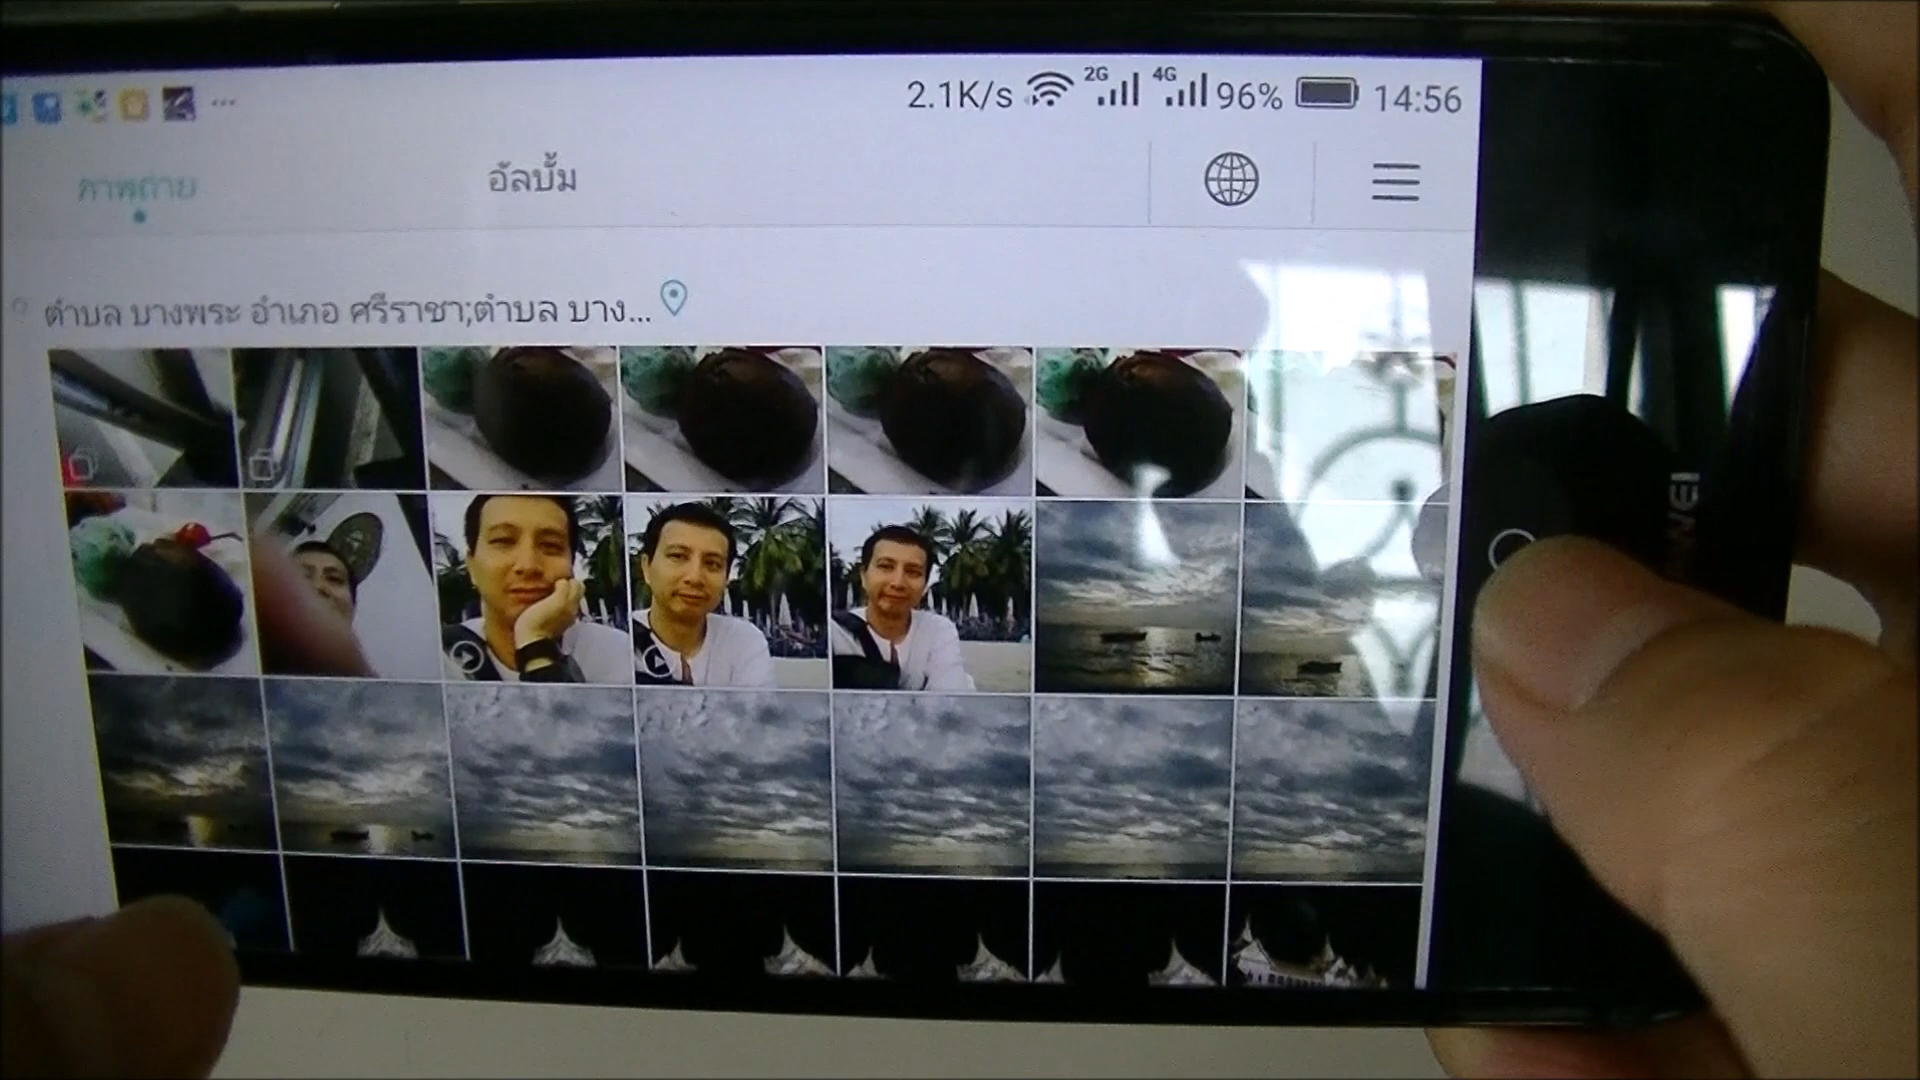 2.1K/s 2G 4G 96% 14:56
ภาพถ่าย อัลบั้ม
ตำบล บางพระ อำเภอ ศรีราชา;ตำบล บาง...